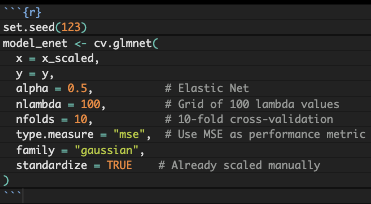 ```{r}
set.seed(123)
model_enet <- cv.glmnet(
  x = x_scaled,
  y = y,
  alpha = 0.5,           # Elastic Net
  nlambda = 100,         # Grid of 100 lambda values
  nfolds = 10,           # 10-fold cross-validation
  type.measure = "mse",  # Use MSE as performance metric
  family = "gaussian",
  standardize = TRUE    # Already scaled manually
)
```